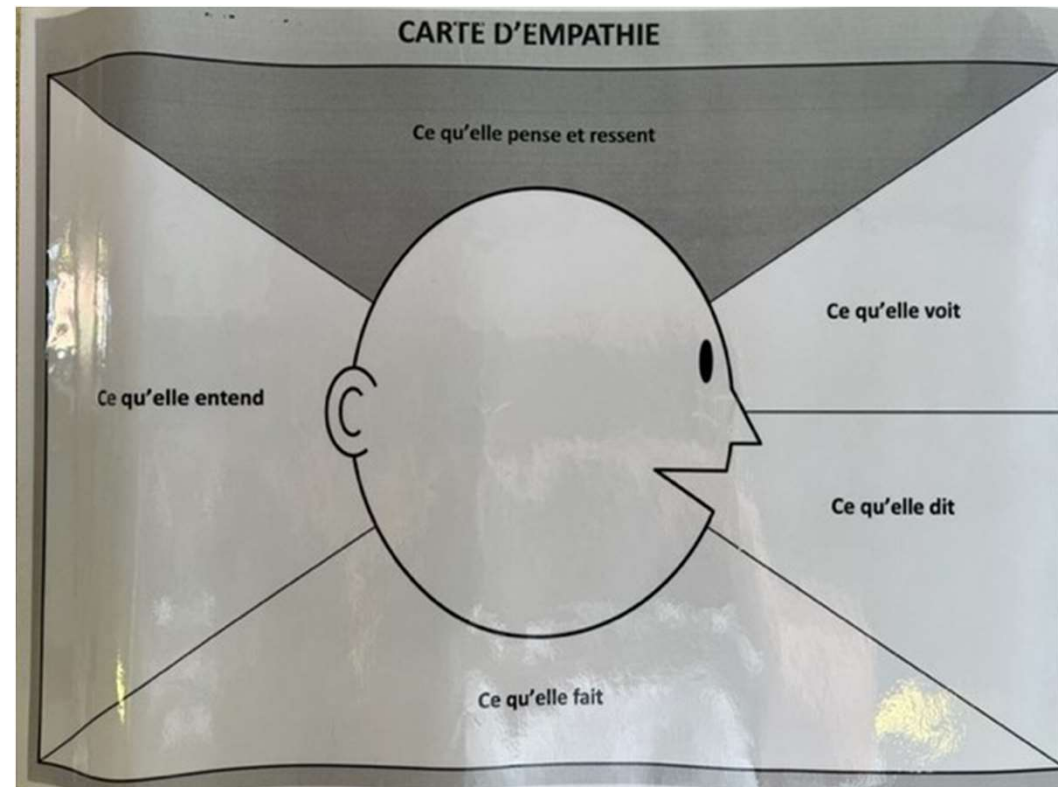 CARTE D’EMPATHIE
Ce qu’elle pense et ressent
Ce qu’elle voit
Ce qu’elle entend
Ce qu’elle dit
Ce qu’elle fait